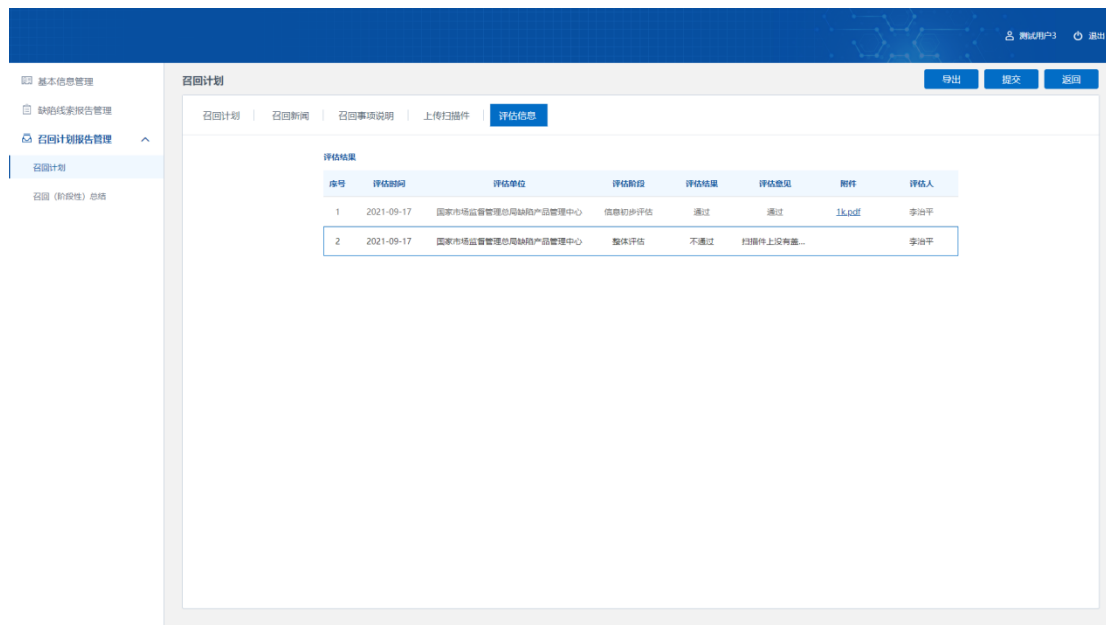 测试用户3 退出
基本信息管理
缺陷线索报告管理
召回计划报告管理
召回计划
召回（阶段性）总结
召回计划 导出 提交 返回
召回计划 召回新闻 召回事项说明 上传扫描件 评估信息
评估结果
序号 评估时间 评估单位 评估阶段 评估结果 评估意见 附件 评估人
1 2021-09-17 国家市场监督管理总局缺陷产品管理中心 信息初步评估 通过 通过 1k.pdf 李治平
2 2021-09-17 国家市场监督管理总局缺陷产品管理中心 整体评估 不通过 扫描件上没有盖... 李治平